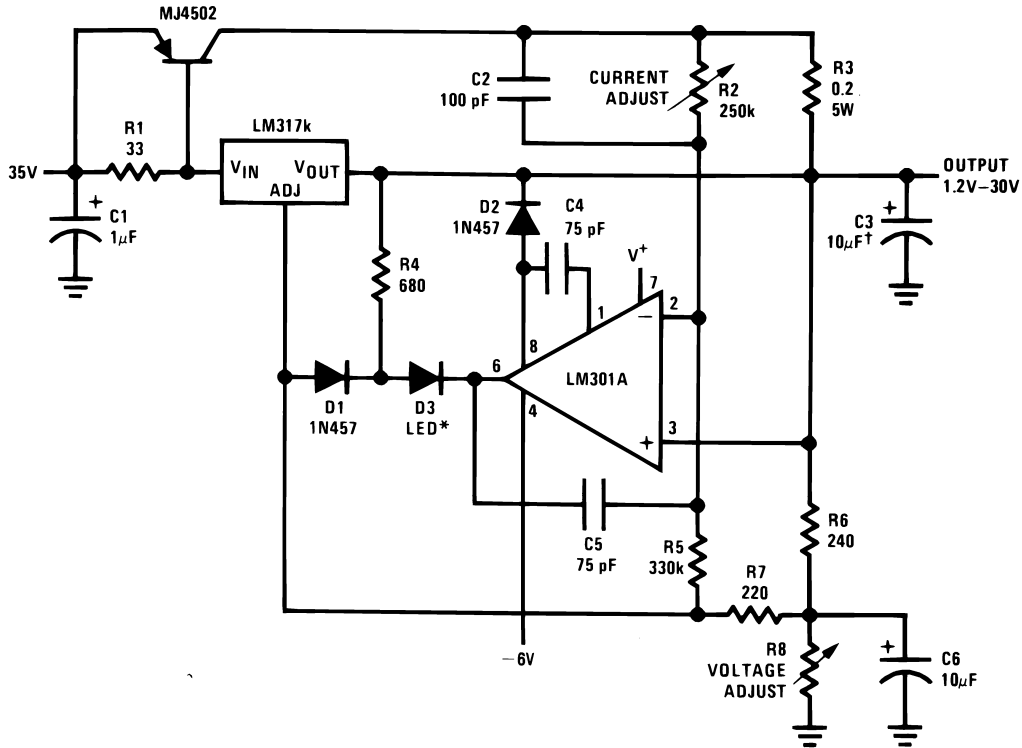 MJ4502
R1
33
LM317k
VIN
VOUT
ADJ
35V
C1
+
1μF
C2
100 pF
CURRENT
ADJUST
R2
250k
R3
0.2
5W
OUTPUT
1.2V–30V
+
C3
10μF†
D2
1N457
C4
75 pF
R4
680
V+
7
1
2
−
8
6
LM301A
4
3
+
D1
1N457
D3
LED*
C5
75 pF
R5
330k
R6
240
R7
220
−6V
R8
VOLTAGE
ADJUST
+
C6
10μF